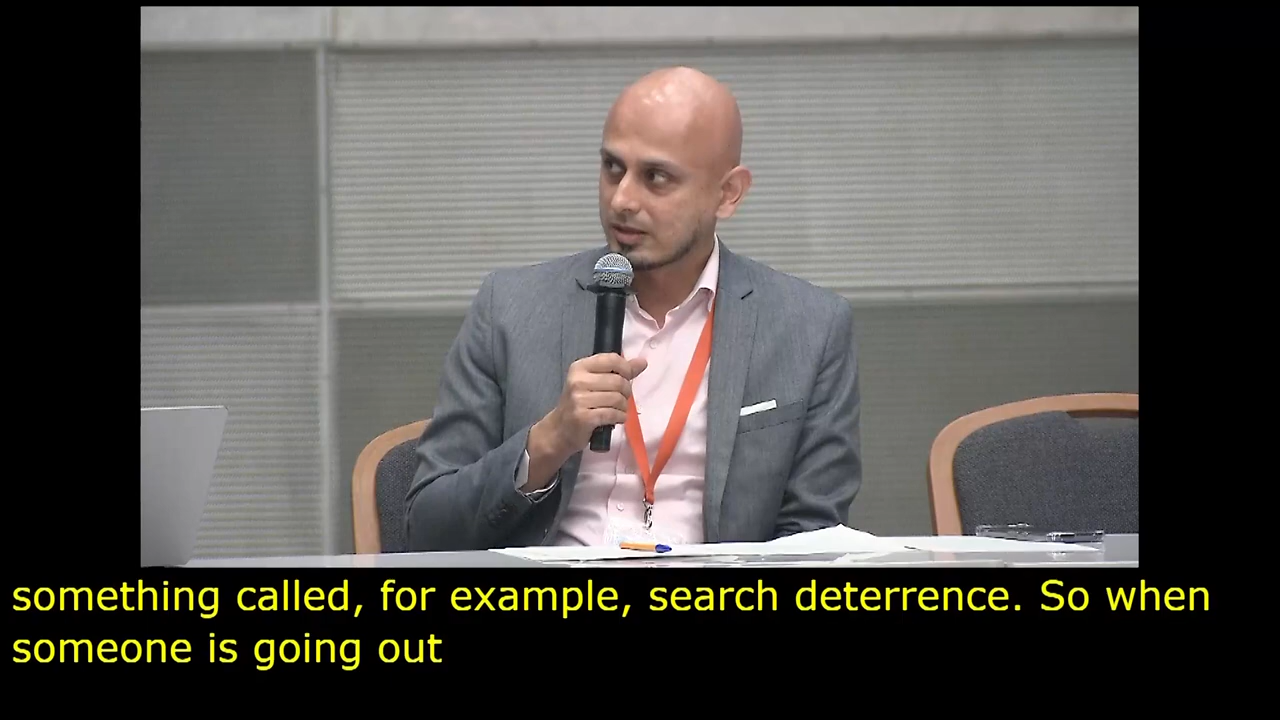 something called, for example, search deterrence. So when
someone is going out